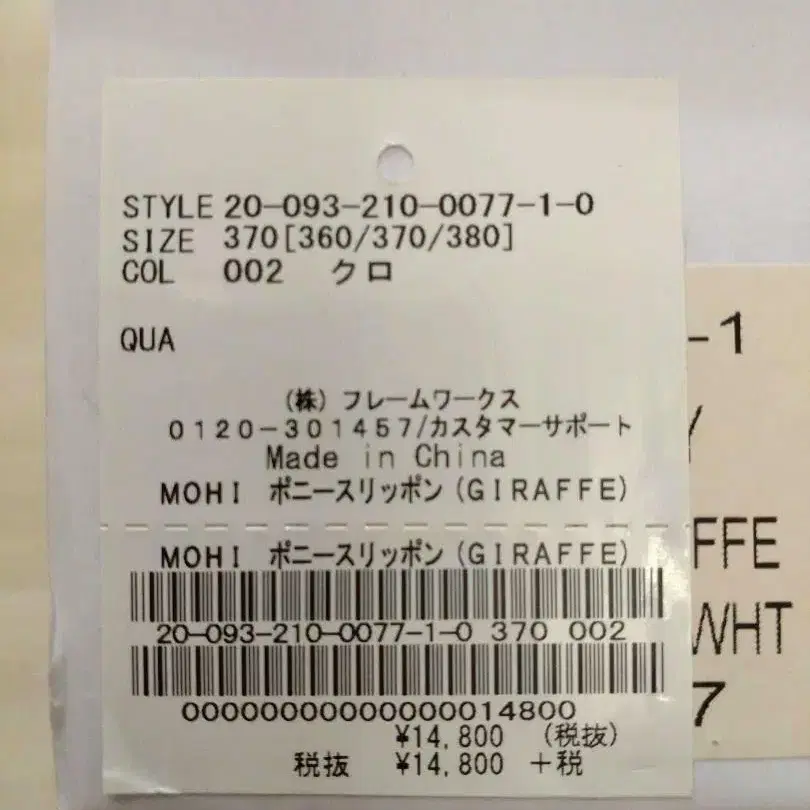 STYLE 20-093-210-0077-1-0
SIZE 370[360/370/380]
COL 002 クロ
QUA
(株) フレームワークス
0120-301457/カスタマーサポート
Made in China
MOHI ポニースリッポン(GIRAFFE)
MOHI ポニースリッポン(GIRAFFE)
20-093-210-0077-1-0 370 002
00000000000000014800
¥14,800 (税抜)
税抜 ¥14,800 +税
-1
Y
FFE
WHT
7